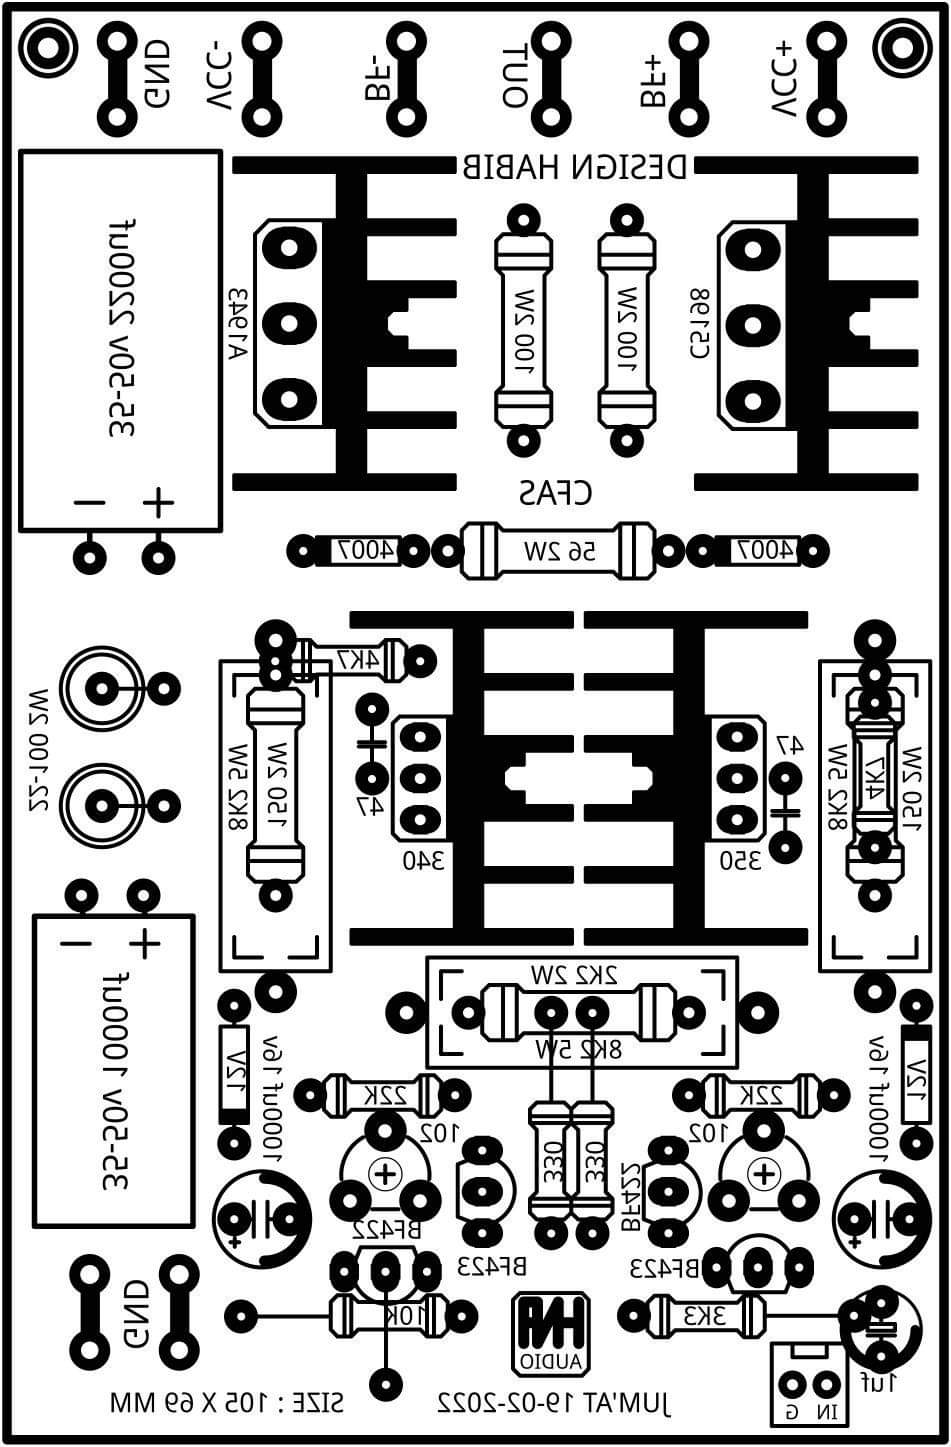 GND
VCC-
BF-
OUT
BF+
VCC+
DESIGN HABIB
35-50v 2200uf
- +
A1943
100 2W
100 2W
C5198
CFAS
4007
56 2W
4007
4K7
22-100 2W
8K2 5W
150 2W
47
340
47
350
8K2 5W
4K7
150 2W
- +
35-50v 1000uf
2K2 2W
8K2 5W
12V
1000uf 16v
22K
102
22K
102
1000uf 16v
12V
330
330
BF422
BF422
BF423
BF423
+
+
10K
3K3
GND
AUDIO
1uf
G IN
SIZE : 105 X 69 MM
JUM'AT 19-02-2022